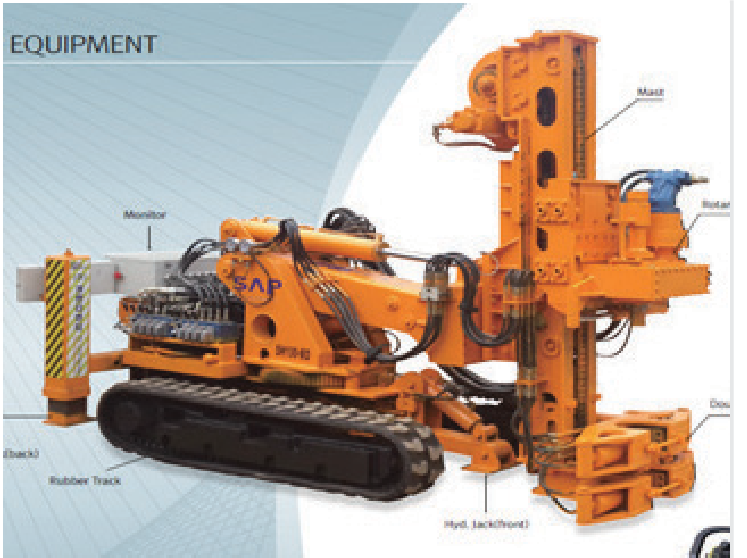 EQUIPMENT
Mast
Monitor
Rotar
SAP
Dou
(back)
Rubber Track
Hyd. Jack(front)